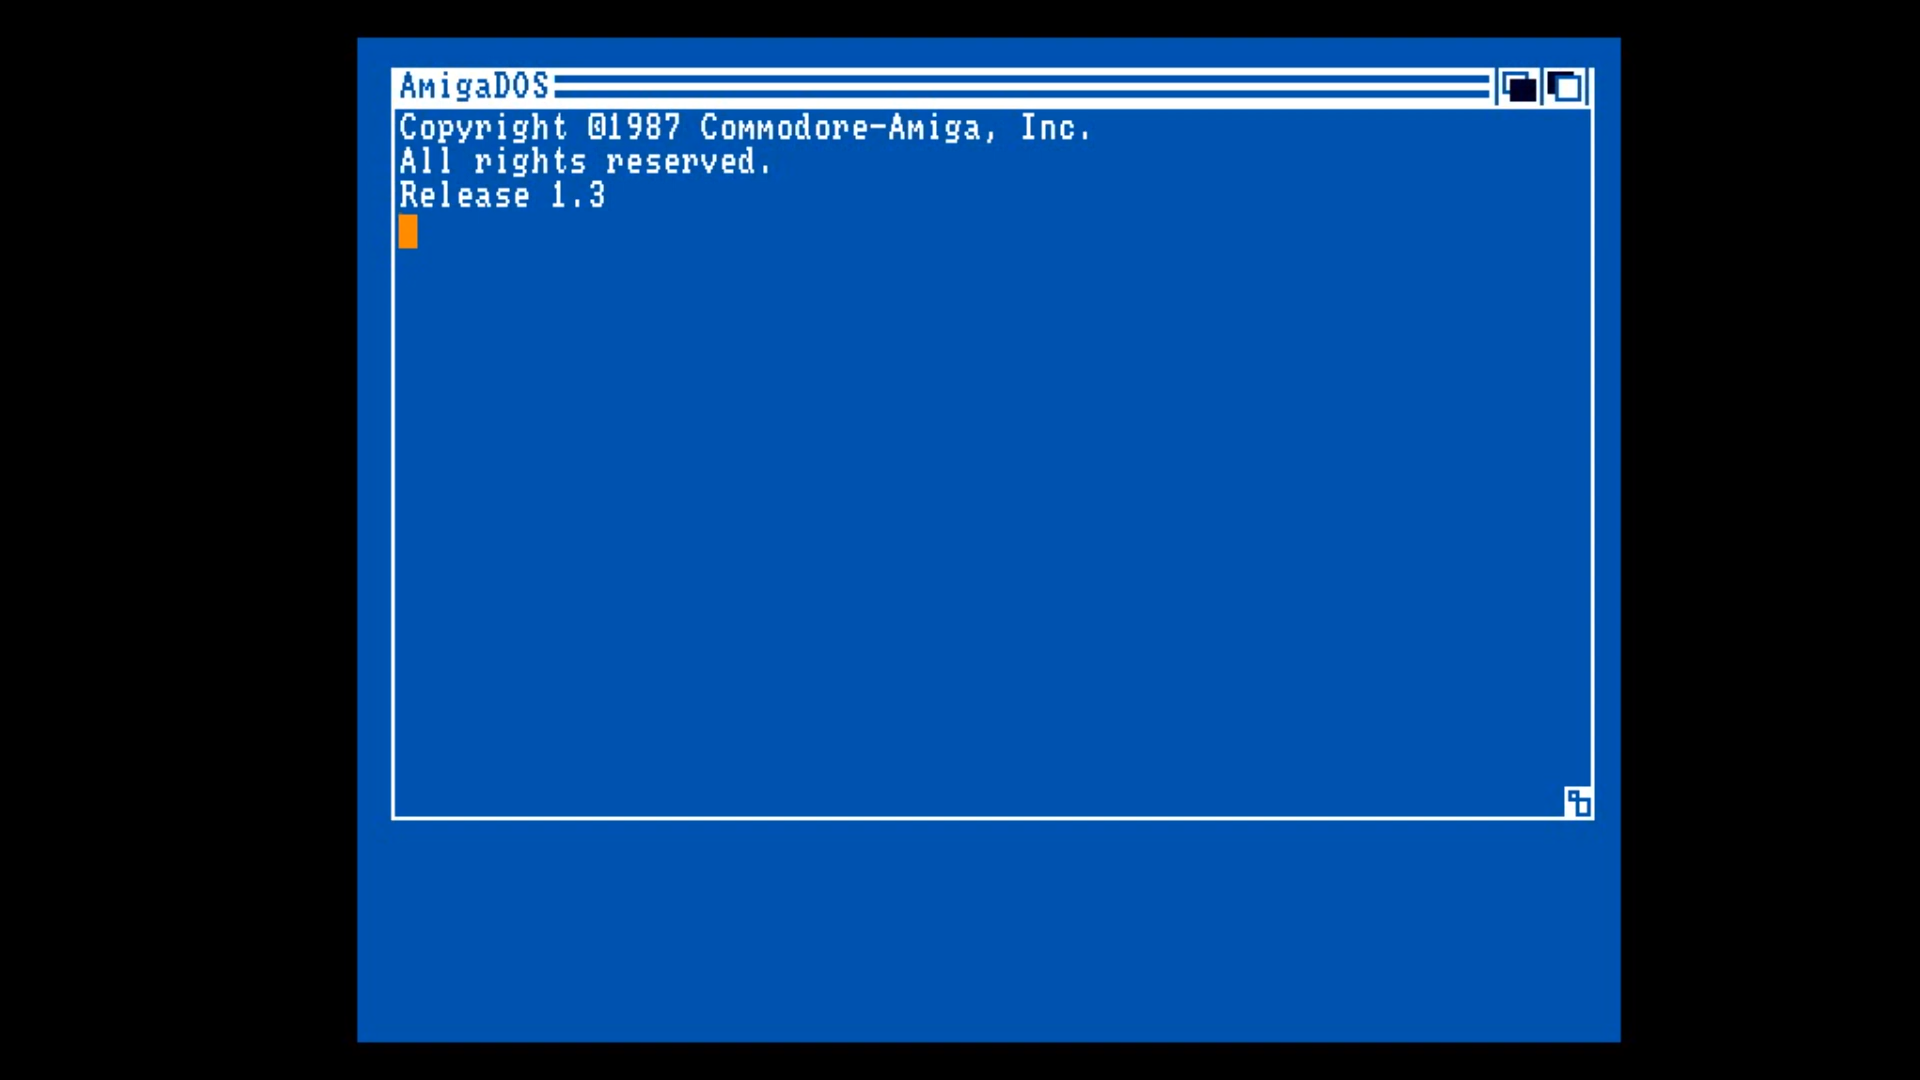 AmigaDOS
Copyright ©1987 Commodore-Amiga, Inc.
All rights reserved.
Release 1.3